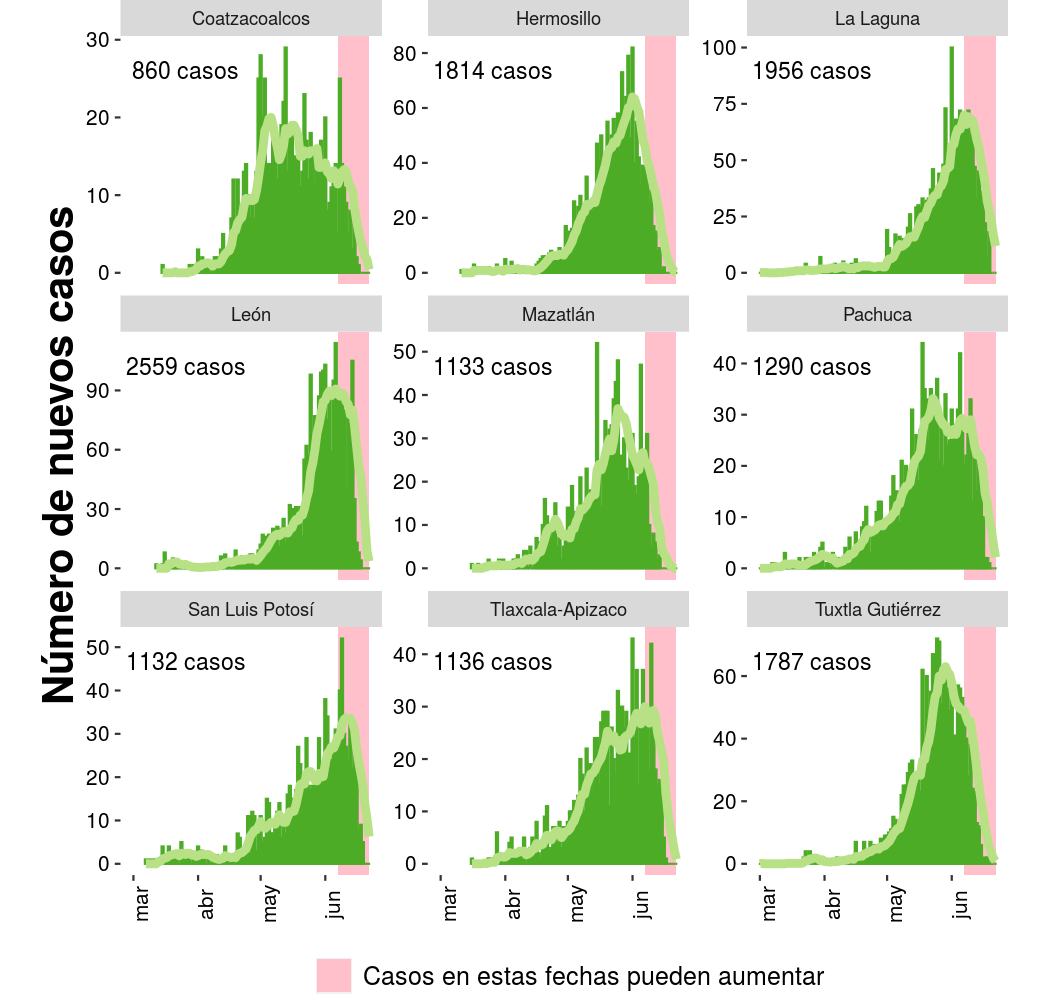 Número de nuevos casos
Coatzacoalcos
860 casos
30
20
10
0
Hermosillo
1814 casos
80
60
40
20
0
La Laguna
1956 casos
100
75
50
25
0
León
2559 casos
90
60
30
0
Mazatlán
1133 casos
50
40
30
20
10
0
Pachuca
1290 casos
40
30
20
10
0
San Luis Potosí
1132 casos
50
40
30
20
10
0
mar
abr
may
jun
Tlaxcala-Apizaco
1136 casos
40
30
20
10
0
mar
abr
may
jun
Tuxtla Gutiérrez
1787 casos
60
40
20
0
mar
abr
may
jun
Casos en estas fechas pueden aumentar